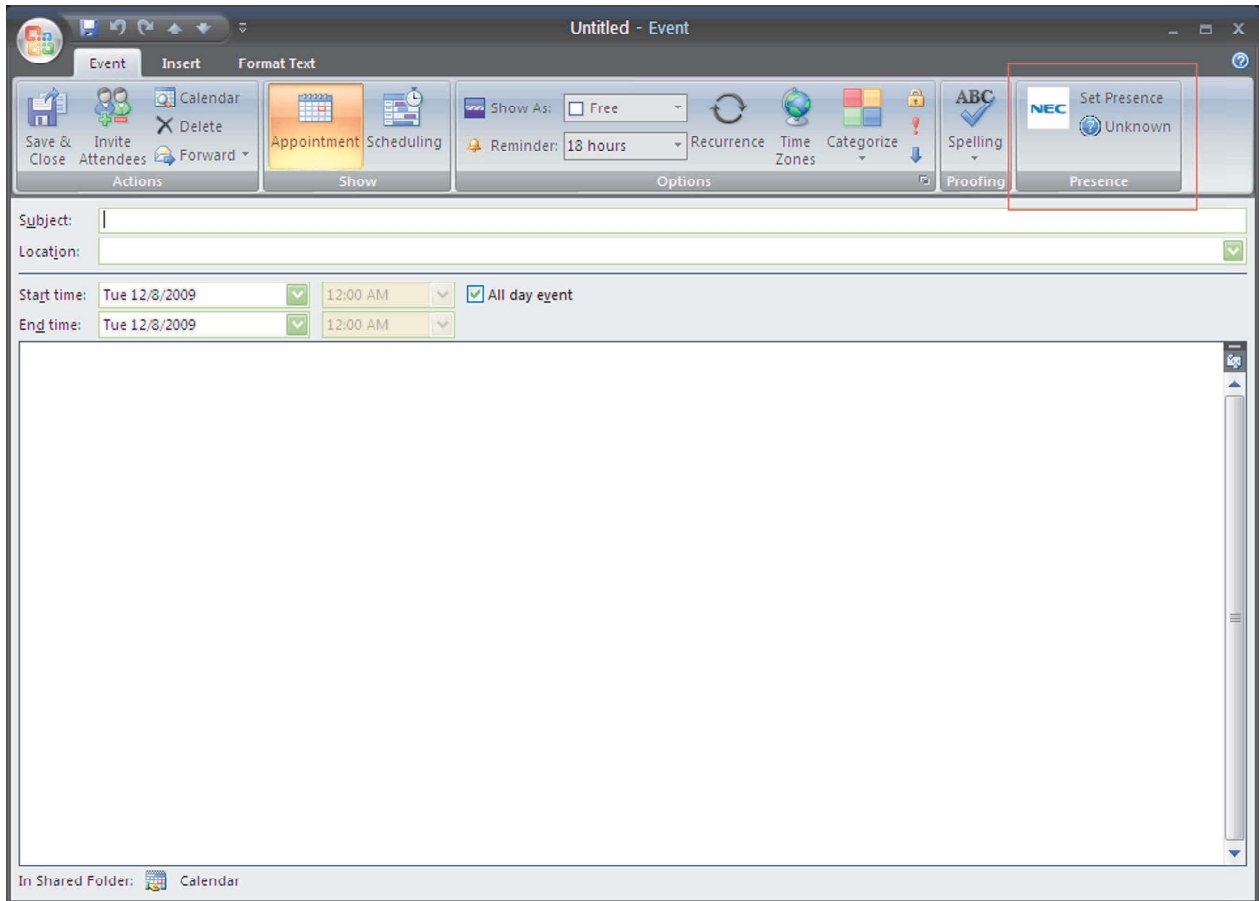 Untitled - Event
Event Insert Format Text
Save & Close
Invite Attendees
Calendar
Delete
Forward
Actions
Appointment
Scheduling
Show
Show As: Free
Reminder: 18 hours
Recurrence
Time Zones
Categorize
Options
ABC
Spelling
Proofing
NEC
Set Presence
Unknown
Presence
Subject:
Location:
Start time: Tue 12/8/2009 12:00 AM All day event
End time: Tue 12/8/2009 12:00 AM
In Shared Folder: Calendar